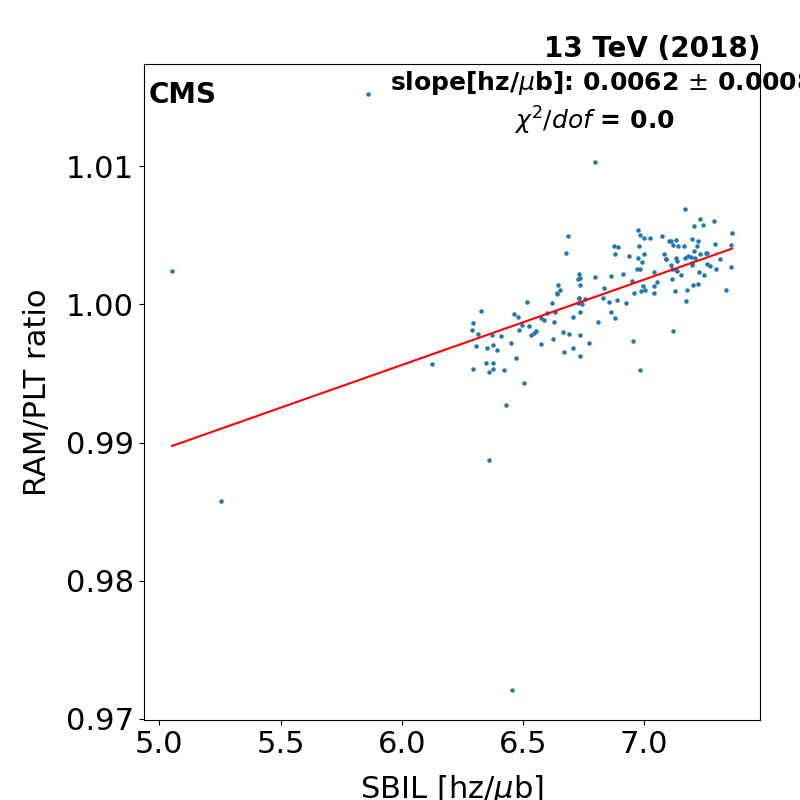 13 TeV (2018)
CMS
slope[hz/μb]: 0.0062 ± 0.0008
χ²/dof = 0.0
1.01
1.00
0.99
0.98
0.97
RAM/PLT ratio
5.0 5.5 6.0 6.5 7.0
SBIL [hz/μb]